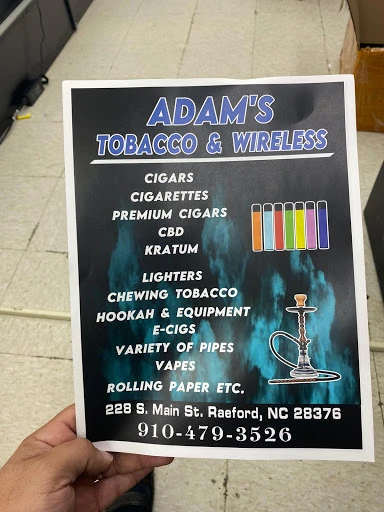 ADAM'S
TOBACCO & WIRELESS
CIGARS
CIGARETTES
PREMIUM CIGARS
CBD
KRATUM
LIGHTERS
CHEWING TOBACCO
HOOKAH & EQUIPMENT
E-CIGS
VARIETY OF PIPES
VAPES
ROLLING PAPER ETC.
228 S. Main St. Raeford, NC 28376
910-479-3526